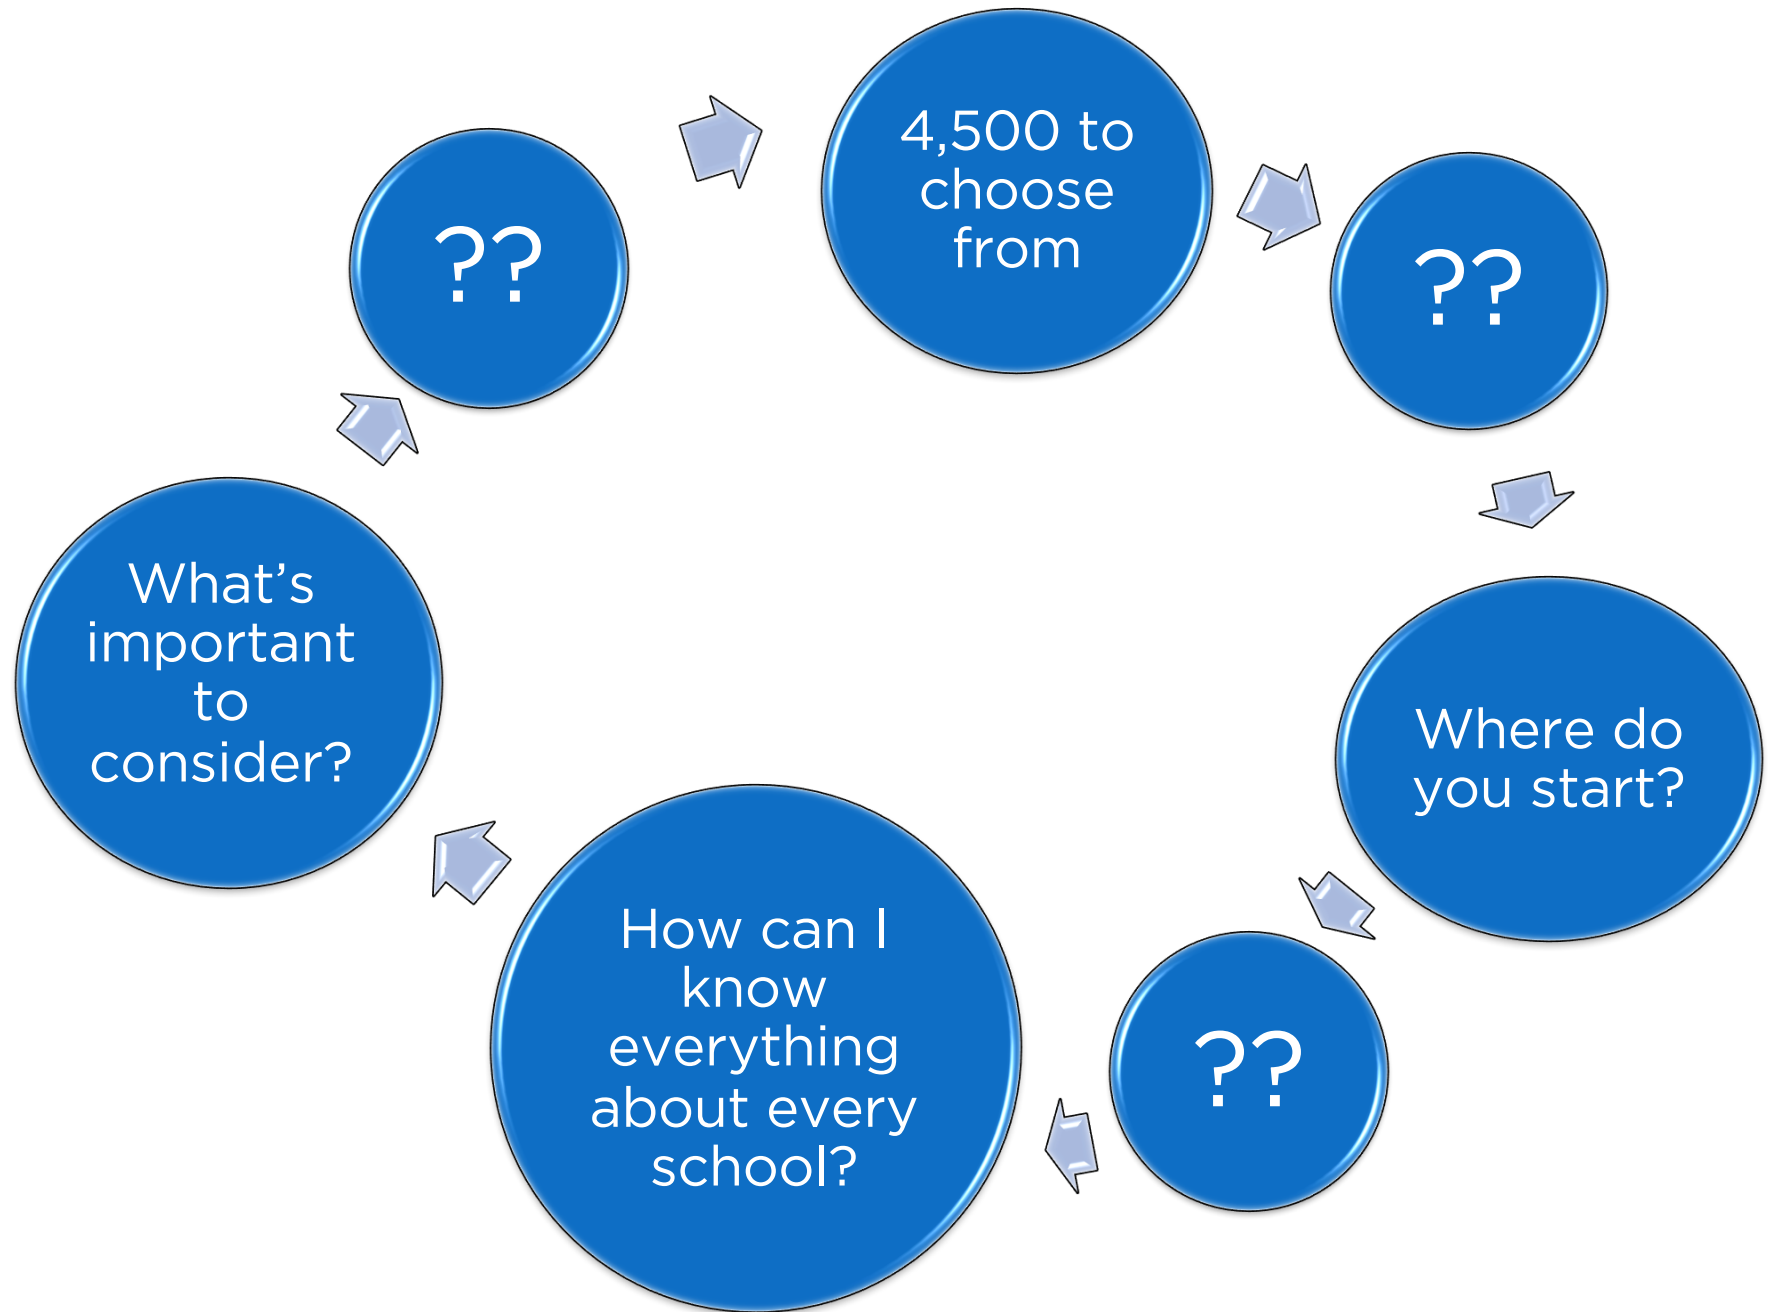 4,500 to
choose
from
??
Where do
you start?
??
How can I
know
everything
about every
school?
What’s
important
to
consider?
??